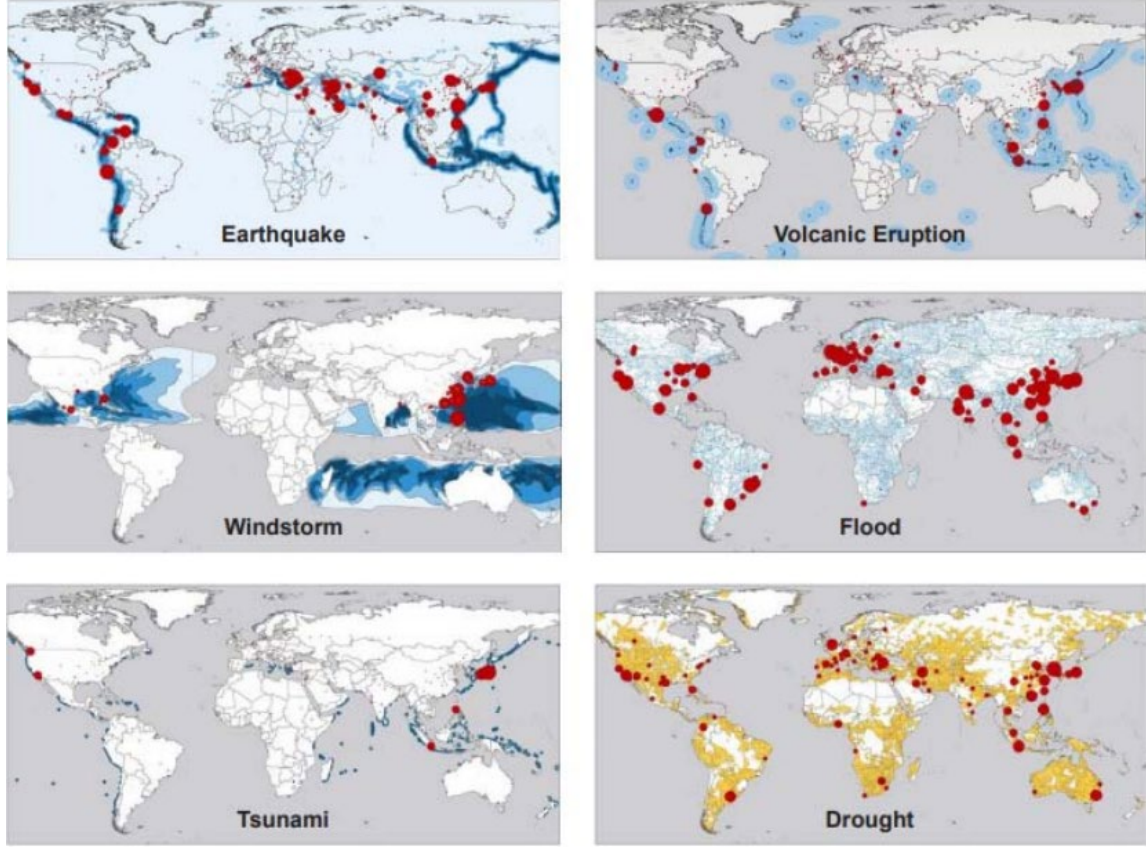 Earthquake
Volcanic Eruption
Windstorm
Flood
Tsunami
Drought